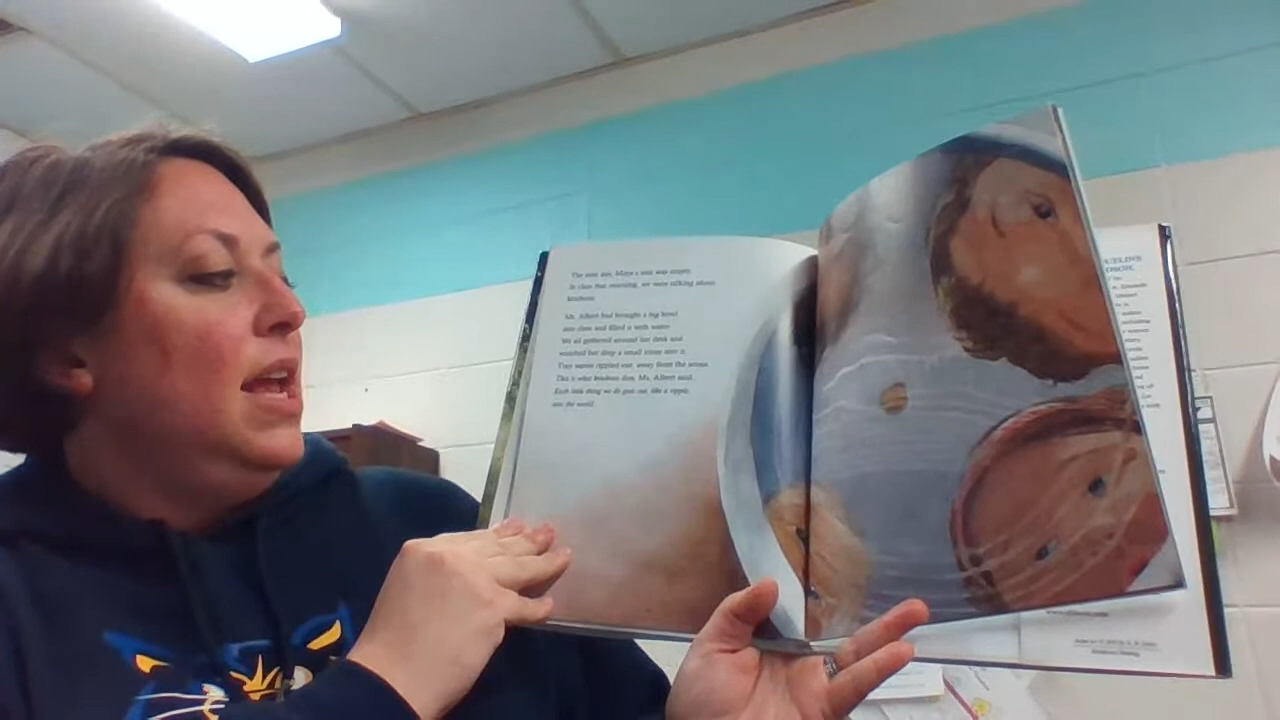 The next day, Maya's seat was empty.
In class that morning, we were talking about
kindness.
Ms. Albert had brought a big bowl
into class and filled it with water.
We all gathered around her desk and
watched her drop a small stone into it.
Tiny waves rippled out, away from the stone.
This is what kindness does, Ms. Albert said.
Each little thing we do goes out, like a ripple,
into the world.